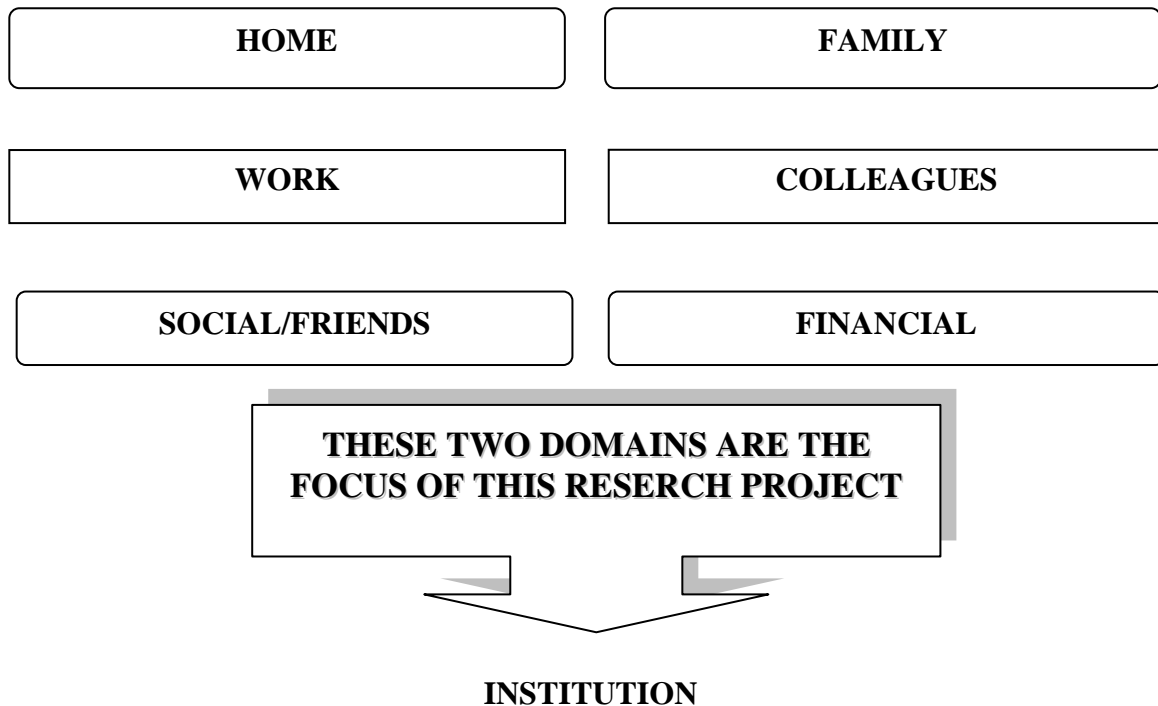 HOME
FAMILY
WORK
COLLEAGUES
SOCIAL/FRIENDS
FINANCIAL
THESE TWO DOMAINS ARE THE
FOCUS OF THIS RESERCH PROJECT
INSTITUTION